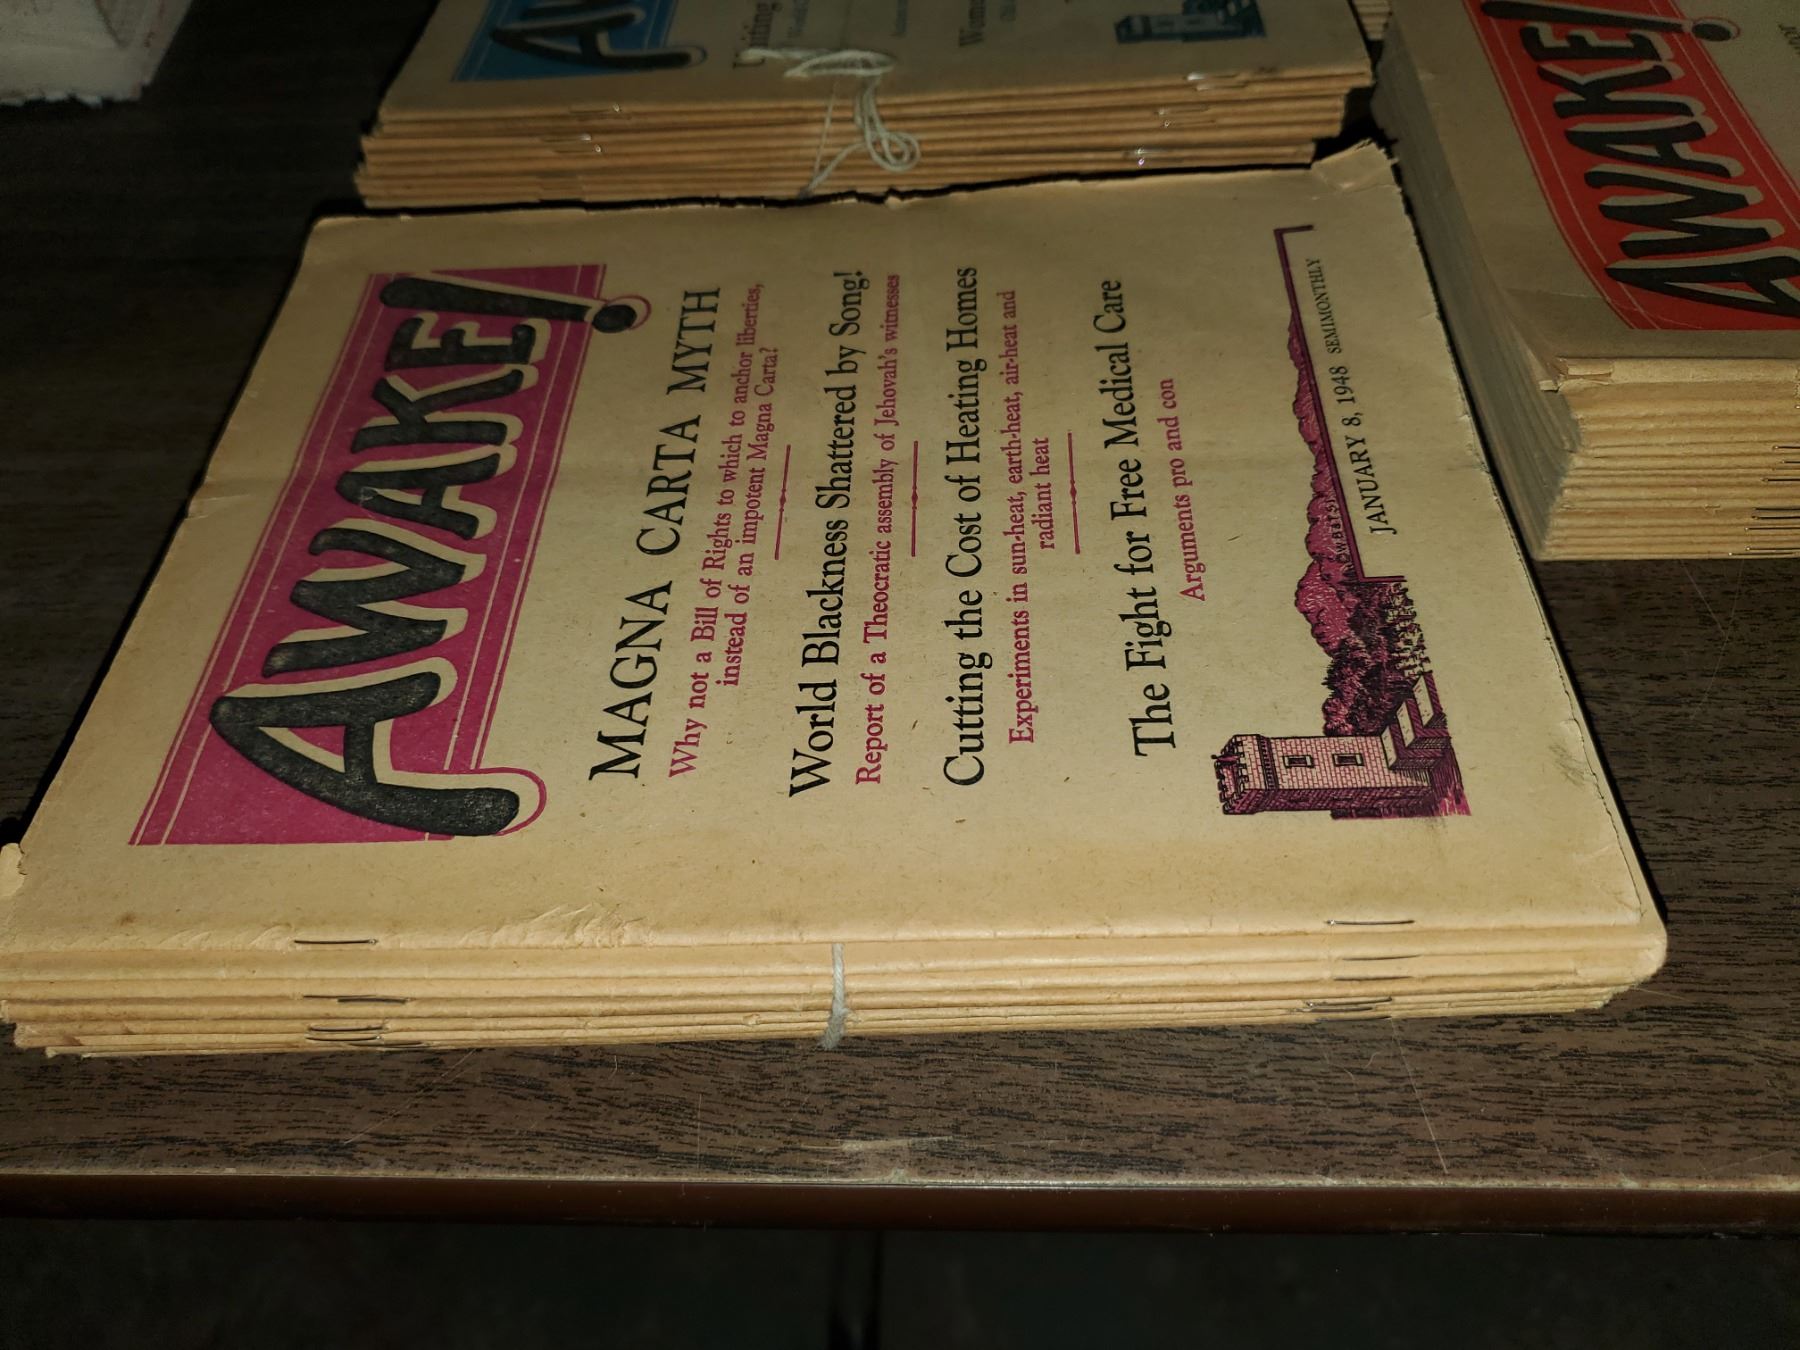 AWAKE!
MAGNA CARTA MYTH
Why not a Bill of Rights to which to anchor liberties,
instead of an impotent Magna Carta?
World Blackness Shattered by Song!
Report of a Theocratic assembly of Jehovah's witnesses
Cutting the Cost of Heating Homes
Experiments in sun-heat, earth-heat, air-heat and
radiant heat
The Fight for Free Medical Care
Arguments pro and con
JANUARY 8, 1948 SEMIMONTHLY
AWAKE!